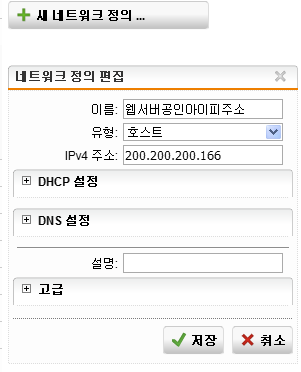 새 네트워크 정의 ...
네트워크 정의 편집
이름: 웹서버공인아이피주소
유형: 호스트
IPv4 주소: 200.200.200.166
DHCP 설정
DNS 설정
설명:
고급
저장 취소